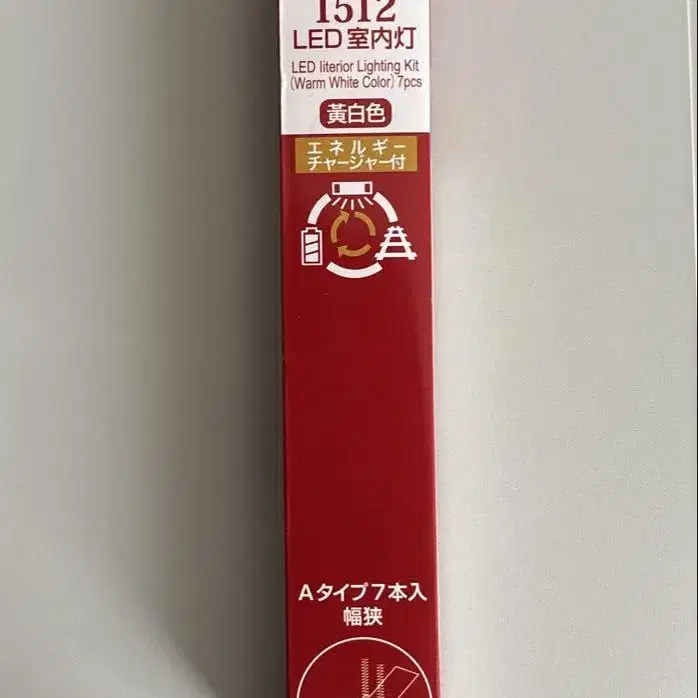 1512
LED 室内灯
LED Iiterior Lighting Kit
(Warm White Color) 7pcs
黃白色
エネルギー
チャージャー付
Aタイプ7本入
幅狭